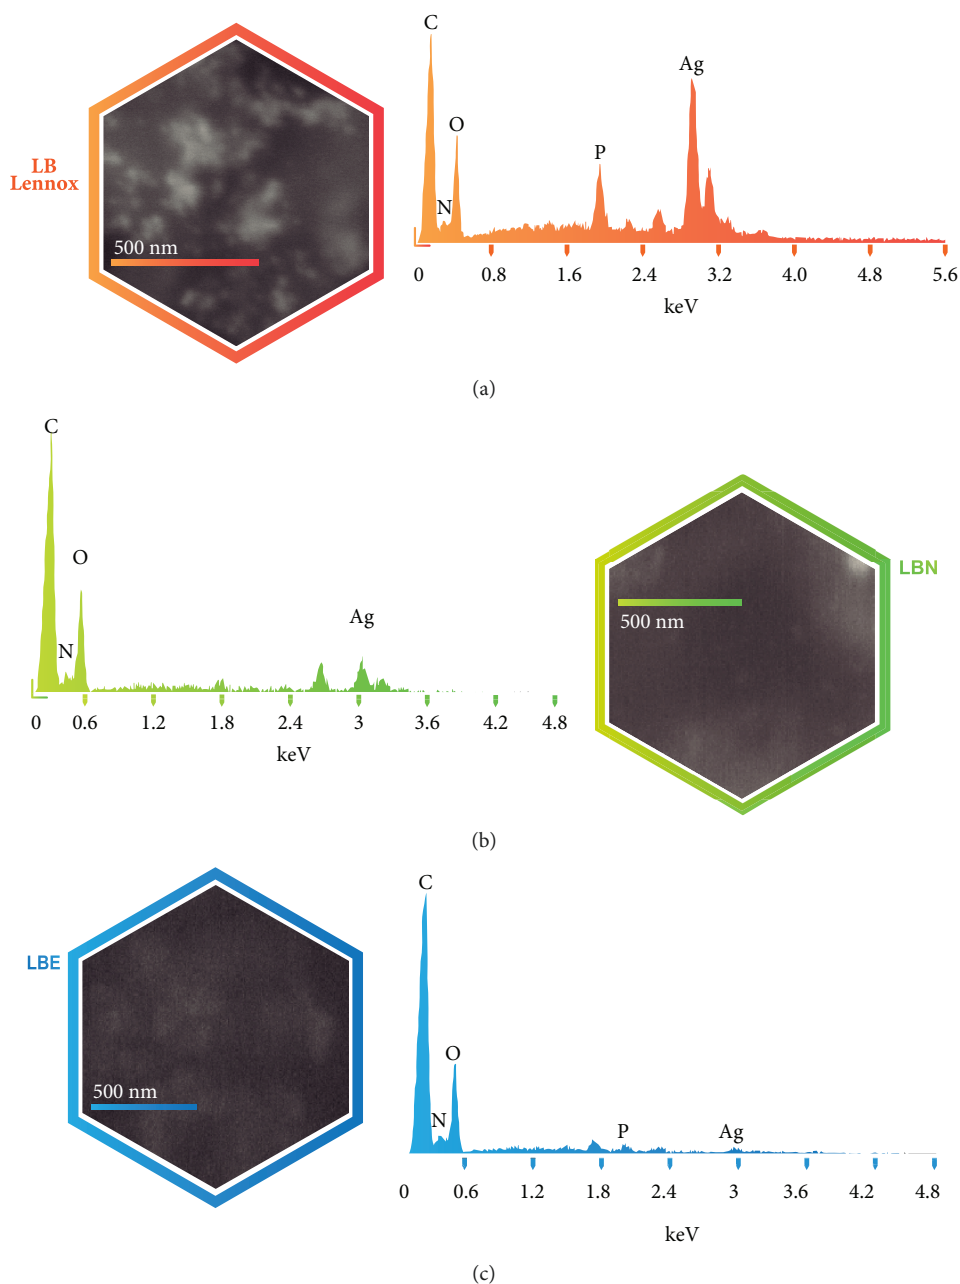 C
Ag
O
P
LB
Lennox
N
500 nm
0 0.8 1.6 2.4 3.2 4.0 4.8 5.6
keV
(a)
C
O
LBN
Ag
500 nm
N
0 0.6 1.2 1.8 2.4 3 3.6 4.2 4.8
keV
(b)
C
LBE
O
500 nm
N
P
Ag
0 0.6 1.2 1.8 2.4 3 3.6 4.2 4.8
keV
(c)